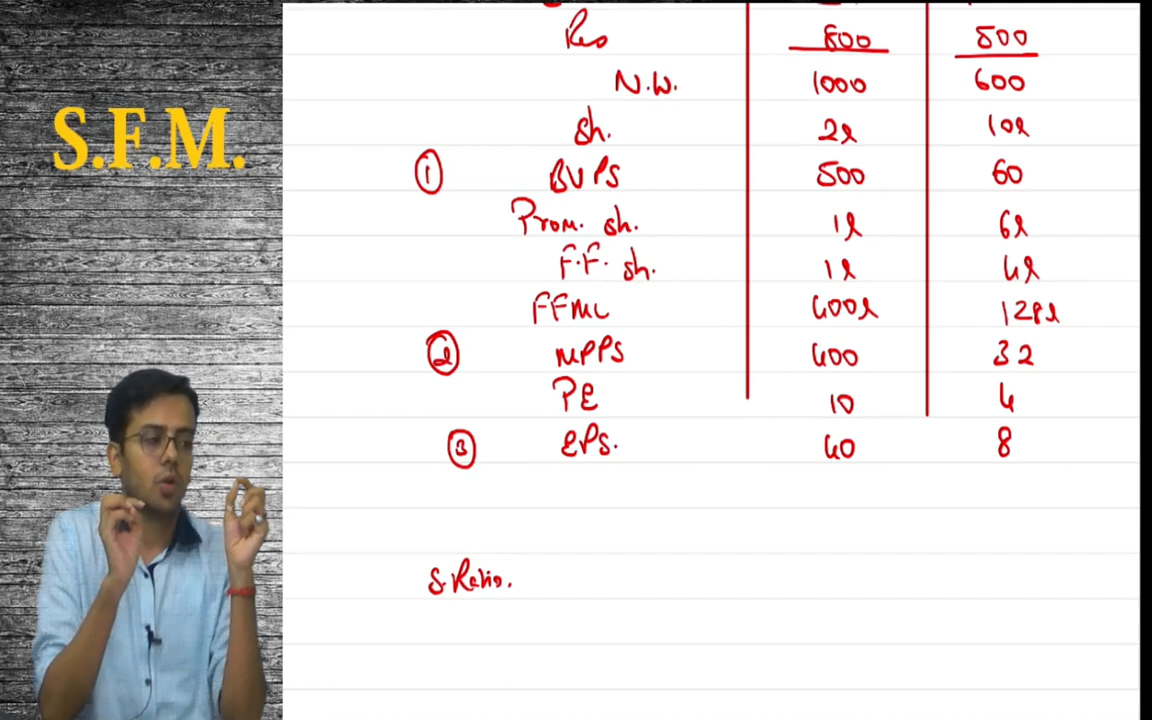 S.F.M.
Res 800 500
N.W. 1000 600
Sh. 2l 10l
① BVPS 500 60
Prom. sh. 1l 6l
F.F. sh. 1l 4l
FFMC 400l 128l
② MPPS 400 32
PE 10 4
③ EPS. 40 8
S. Ratio.